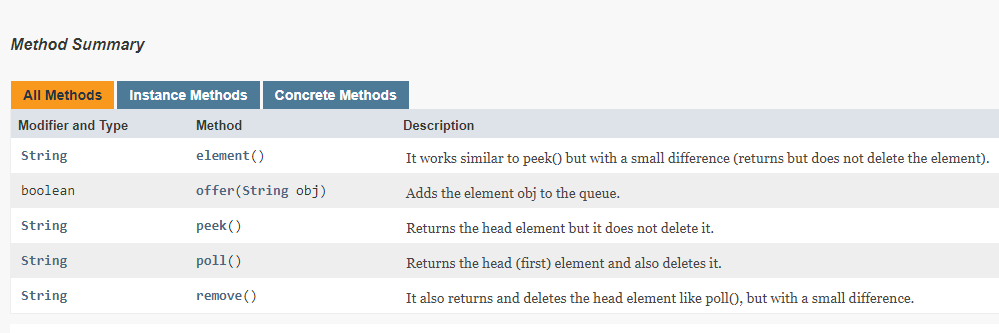 Method Summary
All Methods Instance Methods Concrete Methods
Modifier and Type Method Description
String element() It works similar to peek() but with a small difference (returns but does not delete the element).
boolean offer(String obj) Adds the element obj to the queue.
String peek() Returns the head element but it does not delete it.
String poll() Returns the head (first) element and also deletes it.
String remove() It also returns and deletes the head element like poll(), but with a small difference.